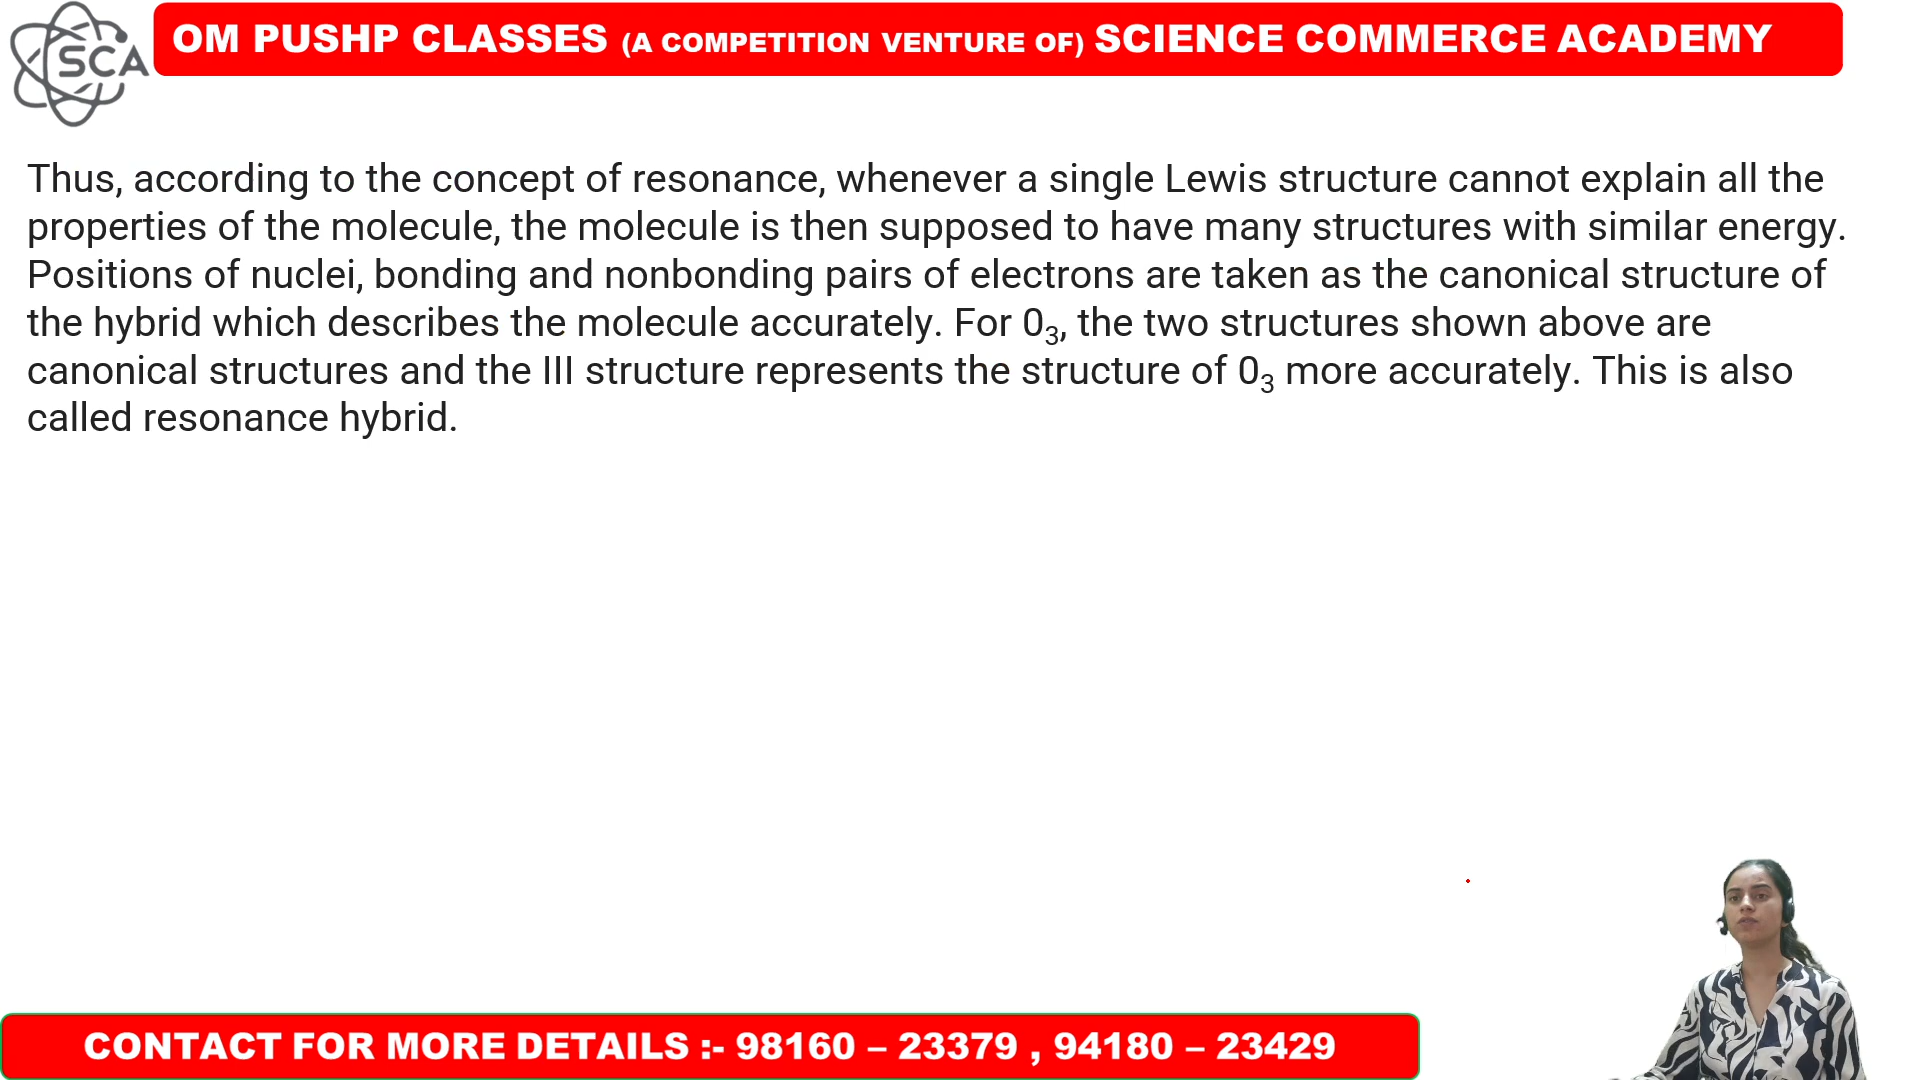 SCA
OM PUSHP CLASSES (A COMPETITION VENTURE OF) SCIENCE COMMERCE ACADEMY
Thus, according to the concept of resonance, whenever a single Lewis structure cannot explain all the
properties of the molecule, the molecule is then supposed to have many structures with similar energy.
Positions of nuclei, bonding and nonbonding pairs of electrons are taken as the canonical structure of
the hybrid which describes the molecule accurately. For 0₃, the two structures shown above are
canonical structures and the III structure represents the structure of 0₃ more accurately. This is also
called resonance hybrid.
CONTACT FOR MORE DETAILS :- 98160 – 23379 , 94180 – 23429